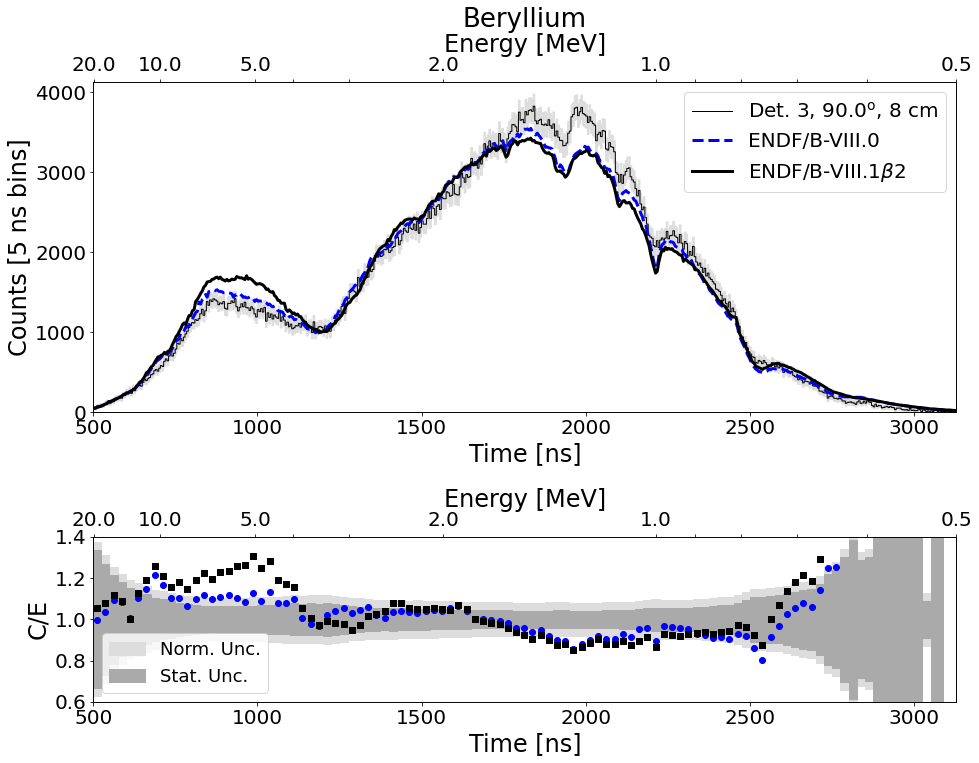 Beryllium
Energy [MeV]
20.0 10.0 5.0 2.0 1.0 0.5
4000
3000
2000
1000
0
Counts [5 ns bins]
Det. 3, 90.0°, 8 cm
ENDF/B-VIII.0
ENDF/B-VIII.1β2
500 1000 1500 2000 2500 3000
Time [ns]
Energy [MeV]
20.0 10.0 5.0 2.0 1.0 0.5
1.4
1.2
1.0
0.8
0.6
C/E
Norm. Unc.
Stat. Unc.
500 1000 1500 2000 2500 3000
Time [ns]